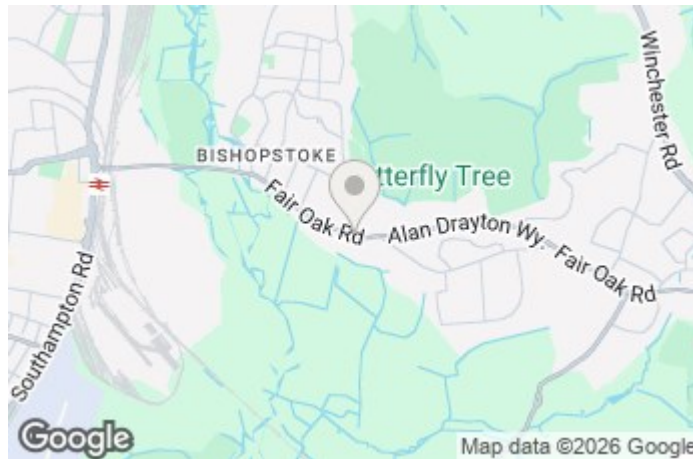 Winchester Rd
BISHOPSTOKE
tterfly Tree
Fair Oak Rd
Alan Drayton Wy.
Fair Oak Rd
Southampton Rd
Google
Map data ©2026 Google